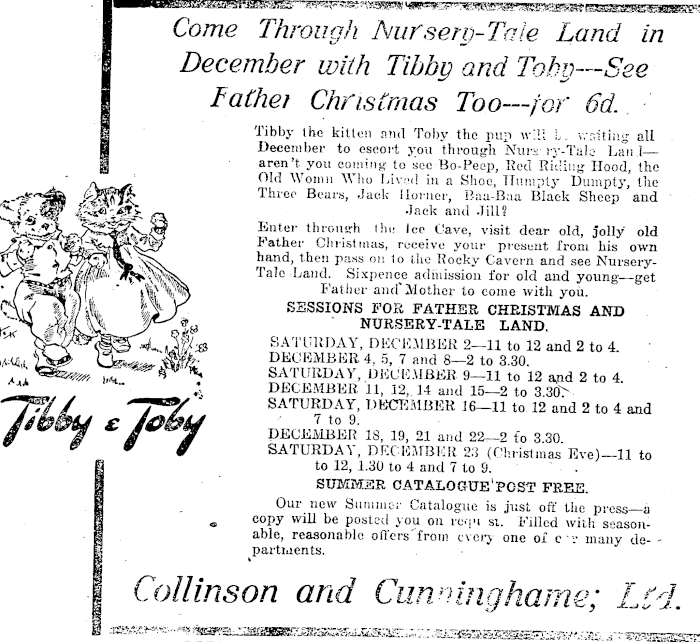 Come Through Nursery-Tale Land in
December with Tibby and Toby---See
Father Christmas Too---for 6d.
Tibby the kitten and Toby the pup will be waiting all
December to escort you through Nursery-Tale Land—
aren't you coming to see Bo-Peep, Red Riding Hood, the
Old Womn Who Lived in a Shoe, Humpty Dumpty, the
Three Bears, Jack Horner, Baa-Baa Black Sheep and
Jack and Jill?
Enter through the Ice Cave, visit dear old, jolly old
Father Christmas, receive your present from his own
hand, then pass on to the Rocky Cavern and see Nursery-
Tale Land. Sixpence admission for old and young—get
Father and Mother to come with you.
SESSIONS FOR FATHER CHRISTMAS AND
NURSERY-TALE LAND.
SATURDAY, DECEMBER 2—11 to 12 and 2 to 4.
DECEMBER 4, 5, 7 and 8—2 to 3.30.
SATURDAY, DECEMBER 9—11 to 12 and 2 to 4.
DECEMBER 11, 12, 14 and 15—2 to 3.30.
SATURDAY, DECEMBER 16—11 to 12 and 2 to 4 and
7 to 9.
DECEMBER 18, 19, 21 and 22—2 to 3.30.
SATURDAY, DECEMBER 23 (Christmas Eve)—11 to
to 12, 1.30 to 4 and 7 to 9.
Tibby & Toby
SUMMER CATALOGUE POST FREE.
Our new Summer Catalogue is just off the press—a
copy will be posted you on request. Filled with season-
able, reasonable offers from every one of our many de-
partments.
Collinson and Cunninghame; Ltd.